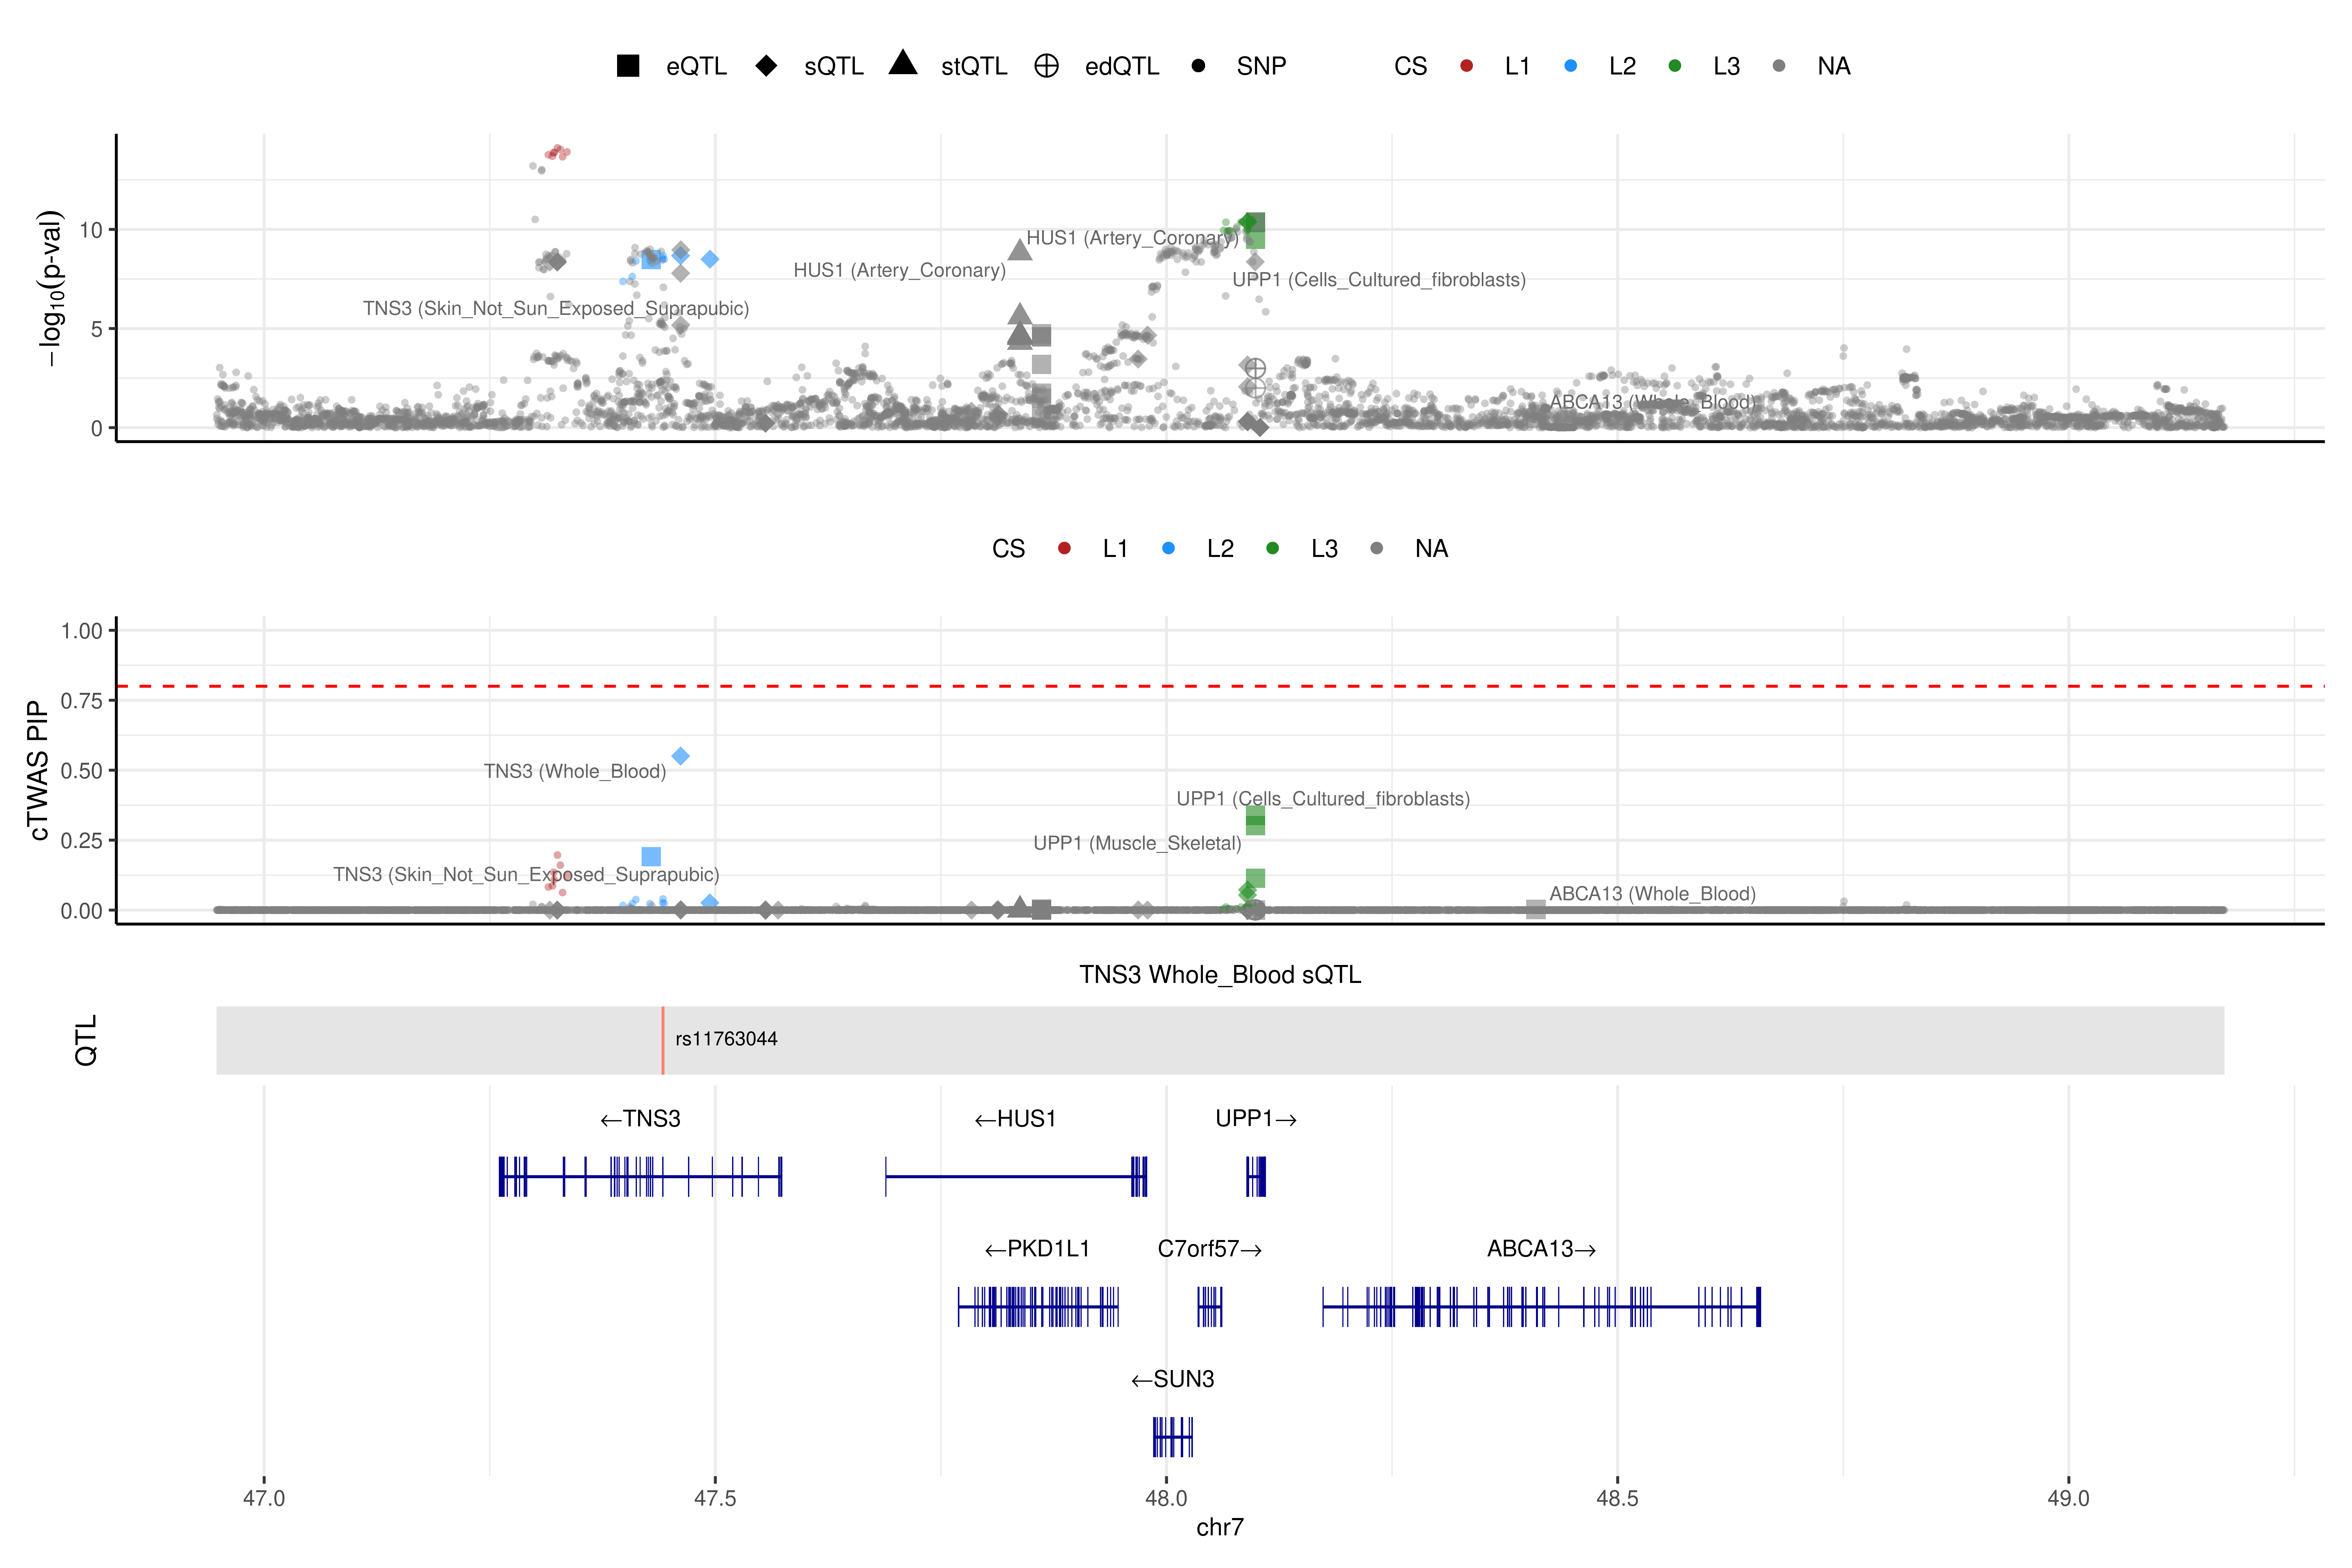 eQTL sQTL stQTL edQTL SNP CS L1 L2 L3 NA
−log10(p-val)
10
5
0
HUS1 (Artery_Coronary)
HUS1 (Artery_Coronary)
UPP1 (Cells_Cultured_fibroblasts)
TNS3 (Skin_Not_Sun_Exposed_Suprapubic)
ABCA13 (Whole_Blood)
CS L1 L2 L3 NA
cTWAS PIP
1.00
0.75
0.50
0.25
0.00
TNS3 (Whole_Blood)
UPP1 (Cells_Cultured_fibroblasts)
UPP1 (Muscle_Skeletal)
TNS3 (Skin_Not_Sun_Exposed_Suprapubic)
ABCA13 (Whole_Blood)
TNS3 Whole_Blood sQTL
QTL
rs11763044
←TNS3 ←HUS1 UPP1→
←PKD1L1 C7orf57→ ABCA13→
←SUN3
47.0 47.5 48.0 48.5 49.0
chr7